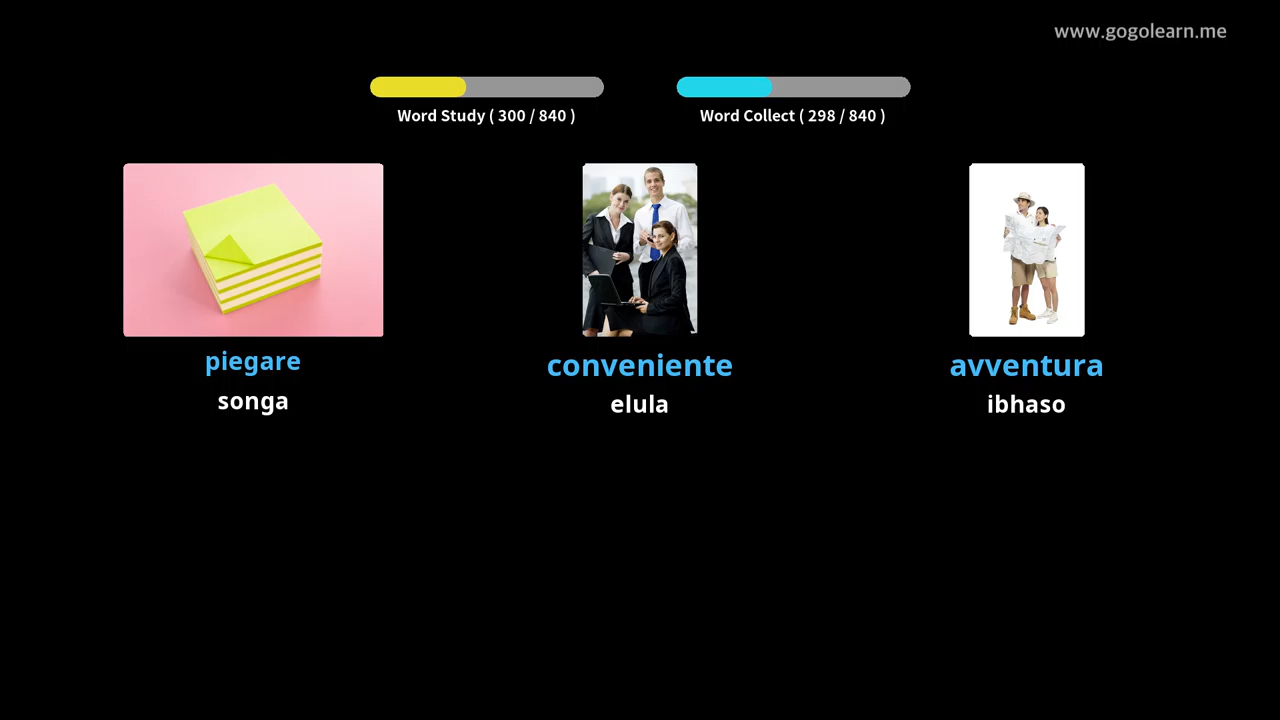 www.gogolearn.me
Word Study ( 300 / 840 )
Word Collect ( 298 / 840 )
piegare
conveniente
avventura
songa
elula
ibhaso